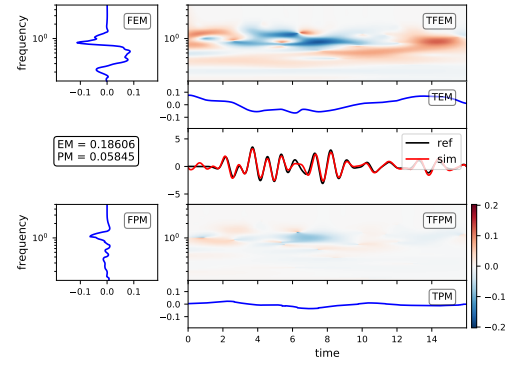 FEM
TFEM
frequency
10⁰
10⁰
−0.1 0.0 0.1
TEM
0.1
0.0
−0.1
EM = 0.18606
PM = 0.05845
5
0
−5
ref
sim
FPM
TFPM
frequency
10⁰
10⁰
−0.1 0.0 0.1
0.2
0.1
0.0
−0.1
−0.2
TPM
0.1
0.0
−0.1
0 2 4 6 8 10 12 14
time